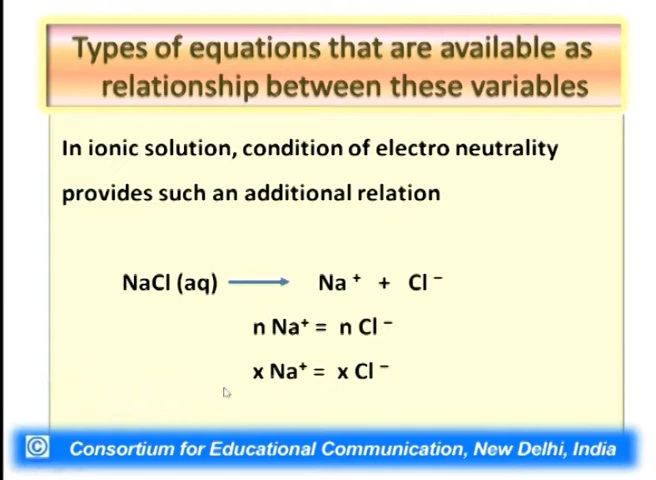 Types of equations that are available as
relationship between these variables
In ionic solution, condition of electro neutrality
provides such an additional relation
NaCl (aq) ⟶ Na ⁺ + Cl ⁻
n Na⁺ = n Cl ⁻
x Na⁺ = x Cl ⁻
© Consortium for Educational Communication, New Delhi, India